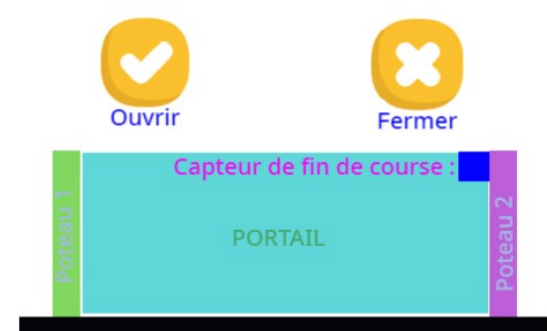 Ouvrir
Fermer
Capteur de fin de course :
Poteau 1
PORTAIL
Poteau 2